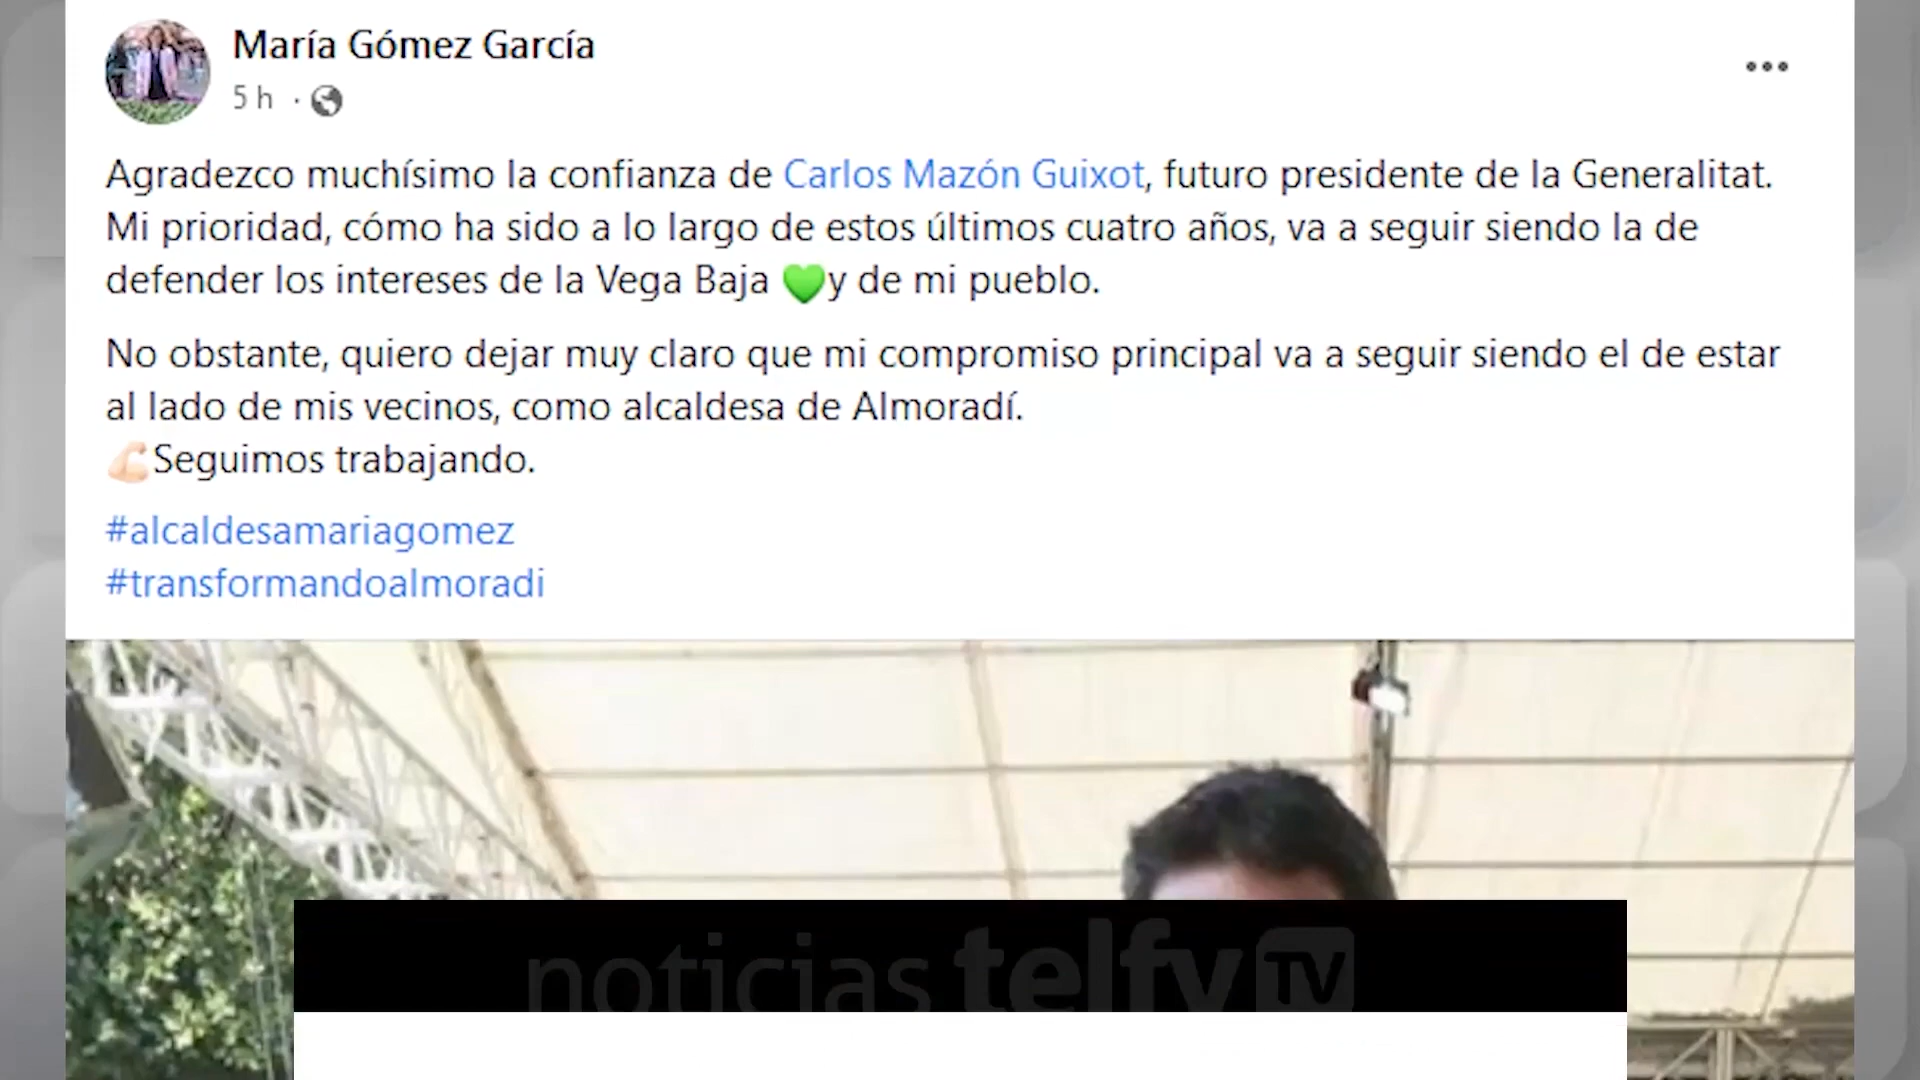 María Gómez García
5 h ·
Agradezco muchísimo la confianza de Carlos Mazón Guixot, futuro presidente de la Generalitat.
Mi prioridad, cómo ha sido a lo largo de estos últimos cuatro años, va a seguir siendo la de
defender los intereses de la Vega Baja 💚y de mi pueblo.
No obstante, quiero dejar muy claro que mi compromiso principal va a seguir siendo el de estar
al lado de mis vecinos, como alcaldesa de Almoradí.
💪🏻Seguimos trabajando.
#alcaldesamariagomez
#transformandoalmoradi
noticias telfy TV